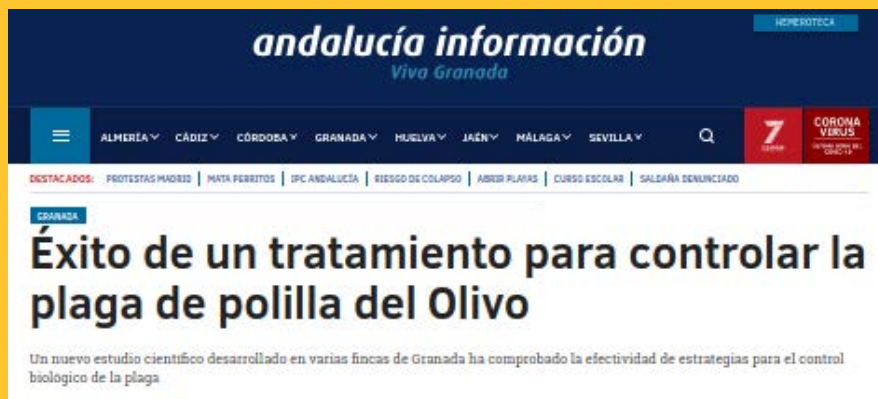 HEMEROTECA
andalucía información
Viva Granada
ALMERÍA CÁDIZ CÓRDOBA GRANADA HUELVA JAÉN MÁLAGA SEVILLA
7
CORONA
VIRUS
DESTACADOS: PROTESTAS MADRID | MATA PERRITOS | IPC ANDALUCÍA | RIESGO DE COLAPSO | ABRIR PLAYAS | CURSO ESCOLAR | SALDAÑA DENUNCIADO
GRANADA
Éxito de un tratamiento para controlar la
plaga de polilla del Olivo
Un nuevo estudio científico desarrollado en varias fincas de Granada ha comprobado la efectividad de estrategias para el control
biológico de la plaga